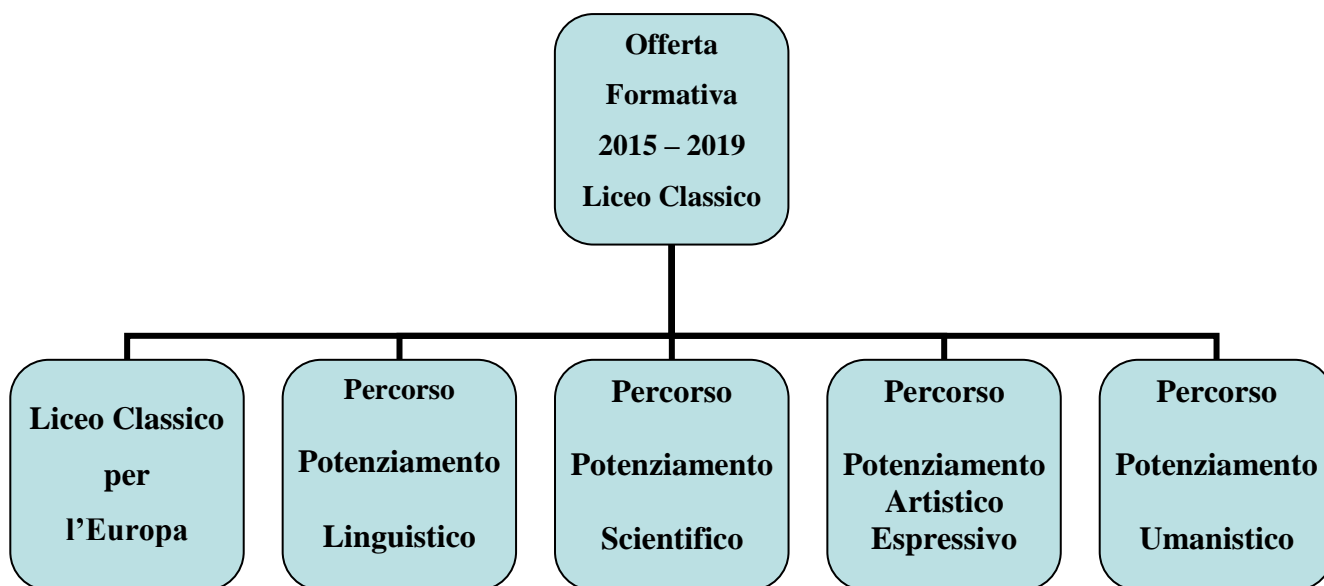 Offerta
Formativa
2015 – 2019
Liceo Classico
Liceo Classico
per
l’Europa
Percorso
Potenziamento
Linguistico
Percorso
Potenziamento
Scientifico
Percorso
Potenziamento
Artistico
Espressivo
Percorso
Potenziamento
Umanistico